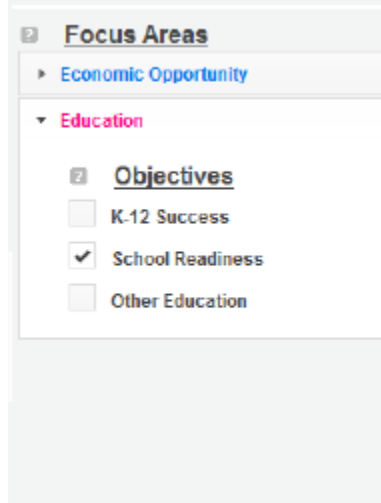 ? Focus Areas
Economic Opportunity
Education
? Objectives
K-12 Success
School Readiness
Other Education